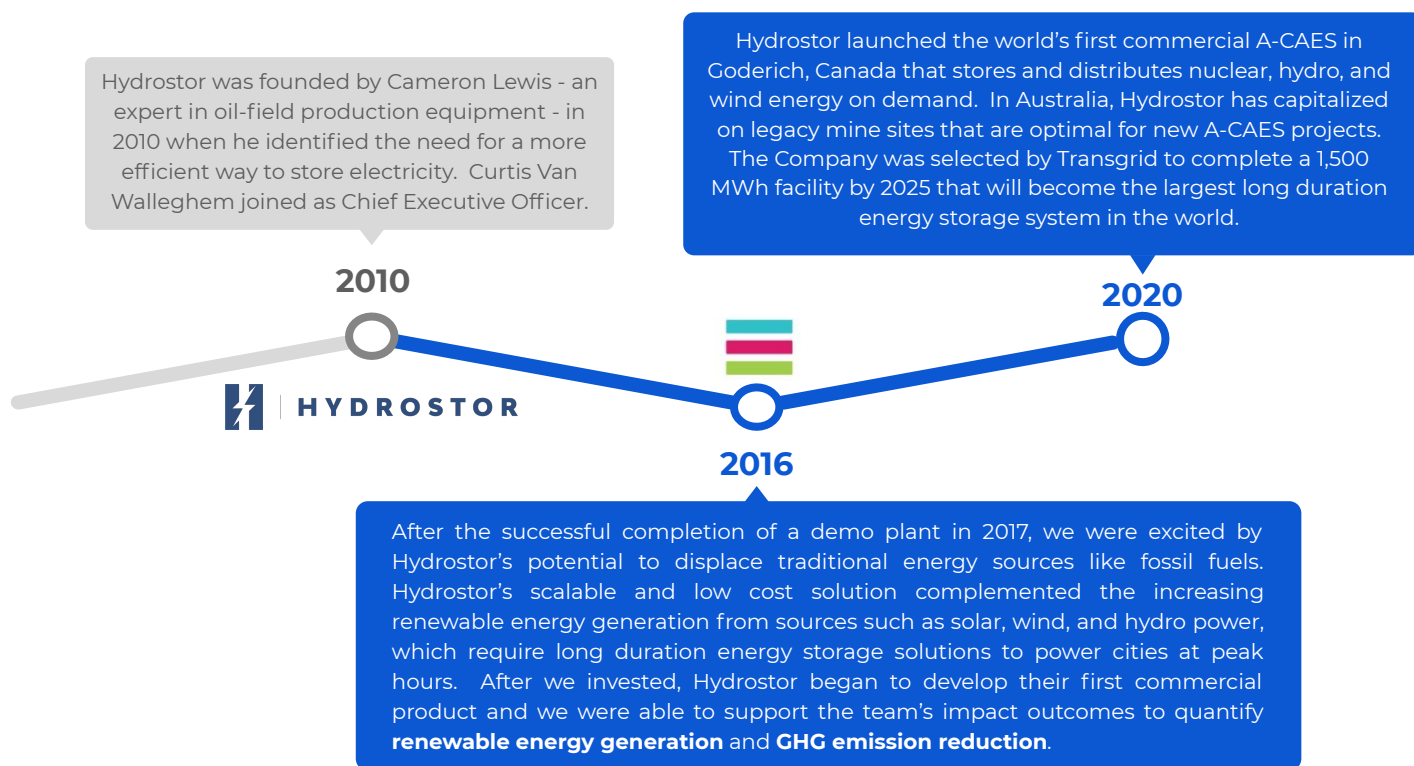 Hydrostor was founded by Cameron Lewis - an
expert in oil-field production equipment - in
2010 when he identified the need for a more
efficient way to store electricity.  Curtis Van
Walleghem joined as Chief Executive Officer.
2010
Hydrostor launched the world’s first commercial A-CAES in
Goderich, Canada that stores and distributes nuclear, hydro, and
wind energy on demand.  In Australia, Hydrostor has capitalized
on legacy mine sites that are optimal for new A-CAES projects.
The Company was selected by Transgrid to complete a 1,500
MWh facility by 2025 that will become the largest long duration
energy storage system in the world.
2020
HYDROSTOR
2016
After the successful completion of a demo plant in 2017, we were excited by
Hydrostor’s potential to displace traditional energy sources like fossil fuels.
Hydrostor’s scalable and low cost solution complemented the increasing
renewable energy generation from sources such as solar, wind, and hydro power,
which require long duration energy storage solutions to power cities at peak
hours.  After we invested, Hydrostor began to develop their first commercial
product and we were able to support the team’s impact outcomes to quantify
renewable energy generation and GHG emission reduction.